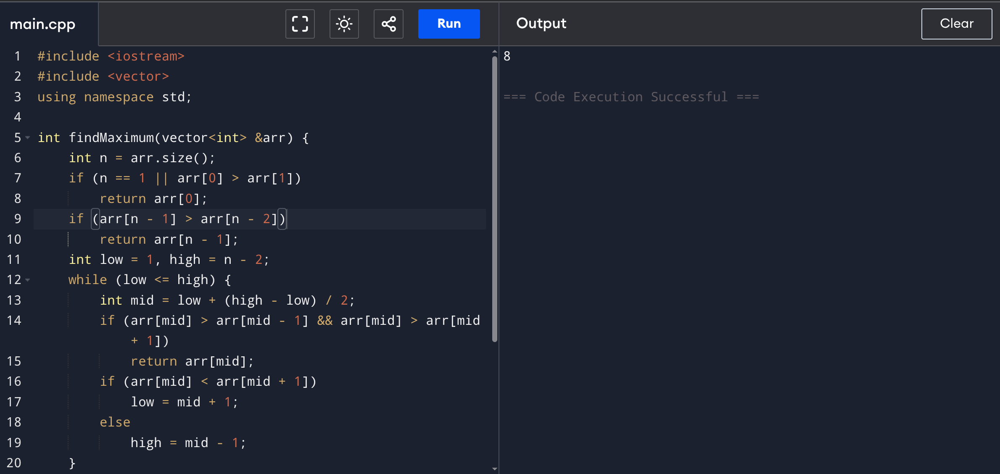 main.cpp
Run
Output
Clear
1 #include <iostream>
2 #include <vector>
3 using namespace std;
4
5 int findMaximum(vector<int> &arr) {
6     int n = arr.size();
7     if (n == 1 || arr[0] > arr[1])
8         return arr[0];
9     if (arr[n - 1] > arr[n - 2])
10         return arr[n - 1];
11     int low = 1, high = n - 2;
12     while (low <= high) {
13         int mid = low + (high - low) / 2;
14         if (arr[mid] > arr[mid - 1] && arr[mid] > arr[mid
            + 1])
15             return arr[mid];
16         if (arr[mid] < arr[mid + 1])
17             low = mid + 1;
18         else
19             high = mid - 1;
20     }
8
=== Code Execution Successful ===